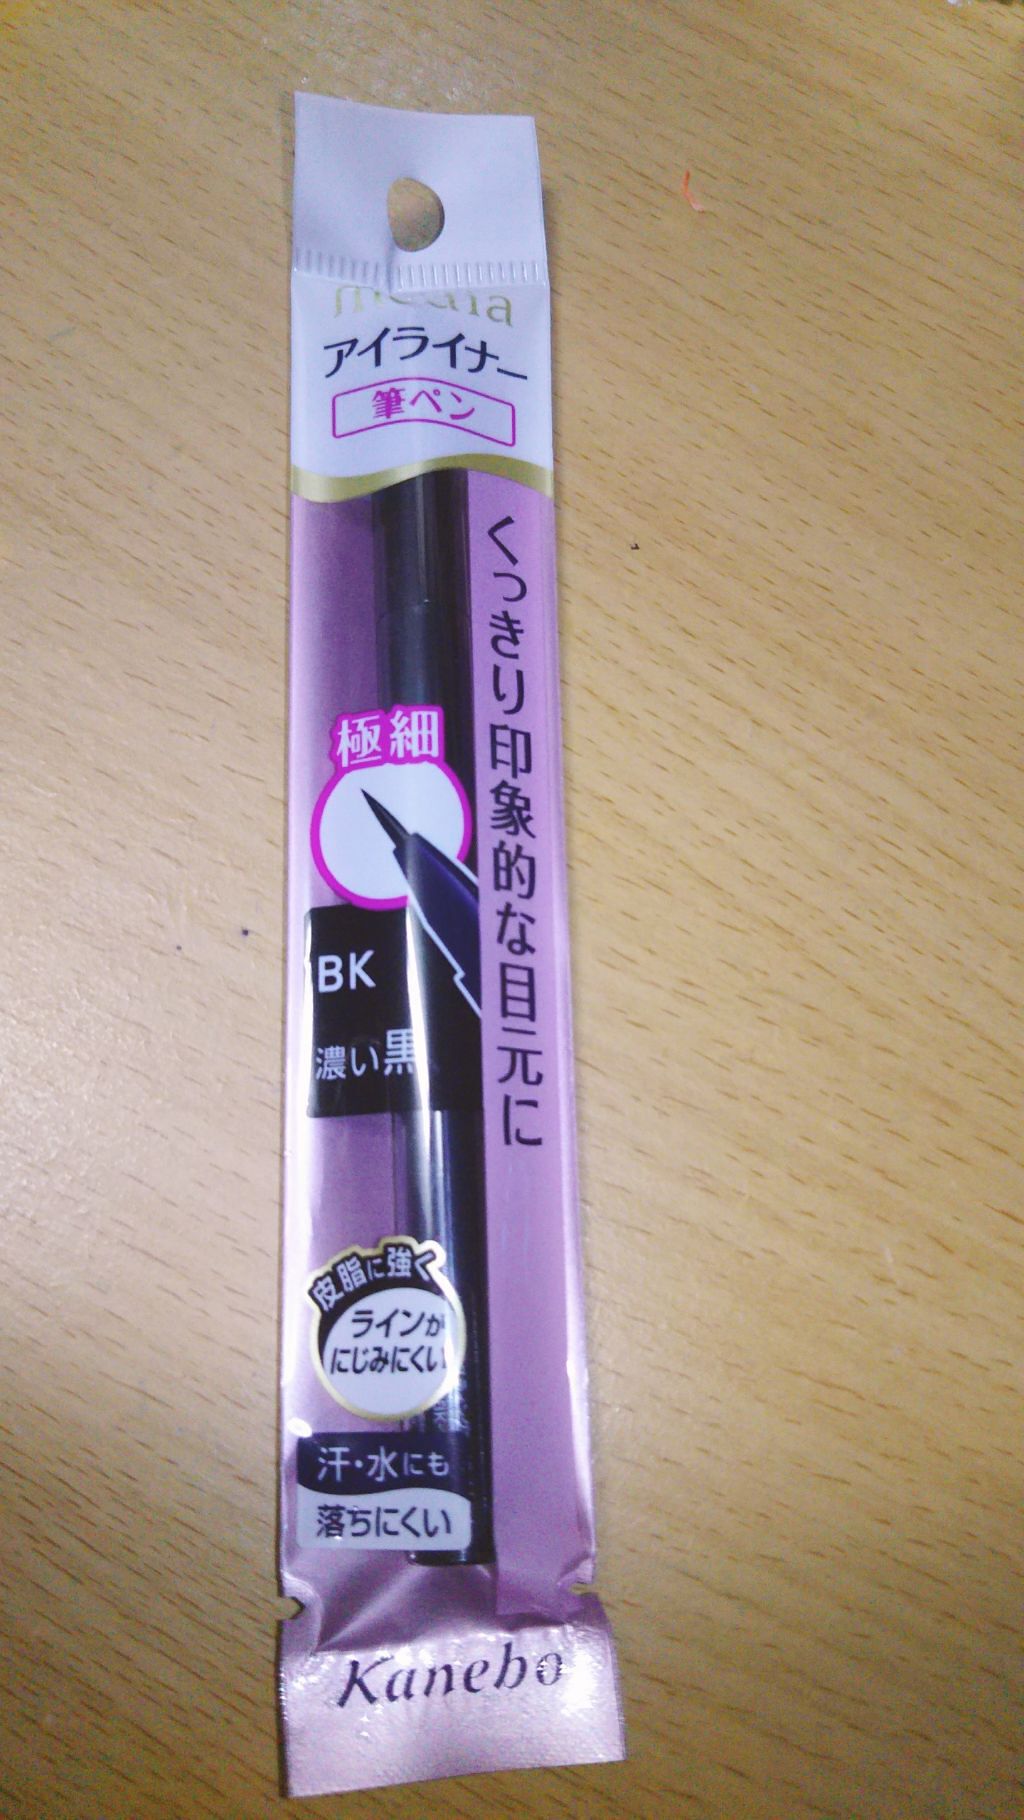 media
アイライナー
筆ペン
くっきり印象的な目元に
極細
BK
濃い黒
皮脂に強く
ラインが
にじみにくい
汗・水にも
落ちにくい
Kanebo